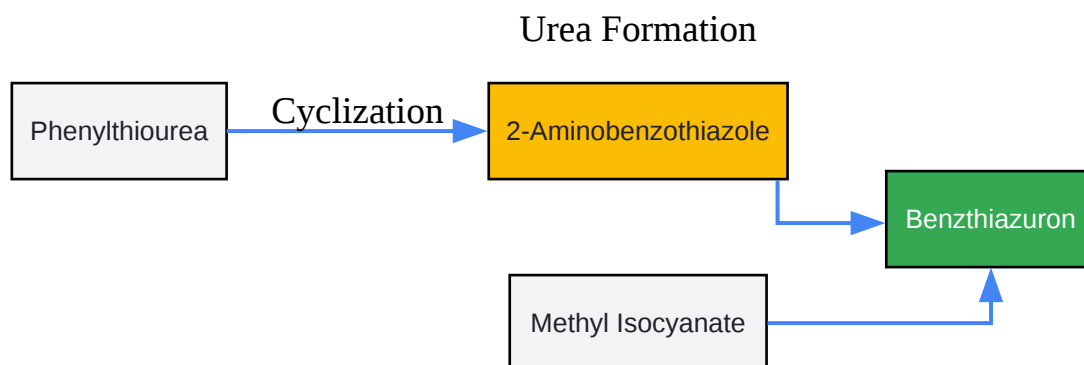 Urea Formation
Phenylthiourea
Cyclization
2-Aminobenzothiazole
Benzthiazuron
Methyl Isocyanate